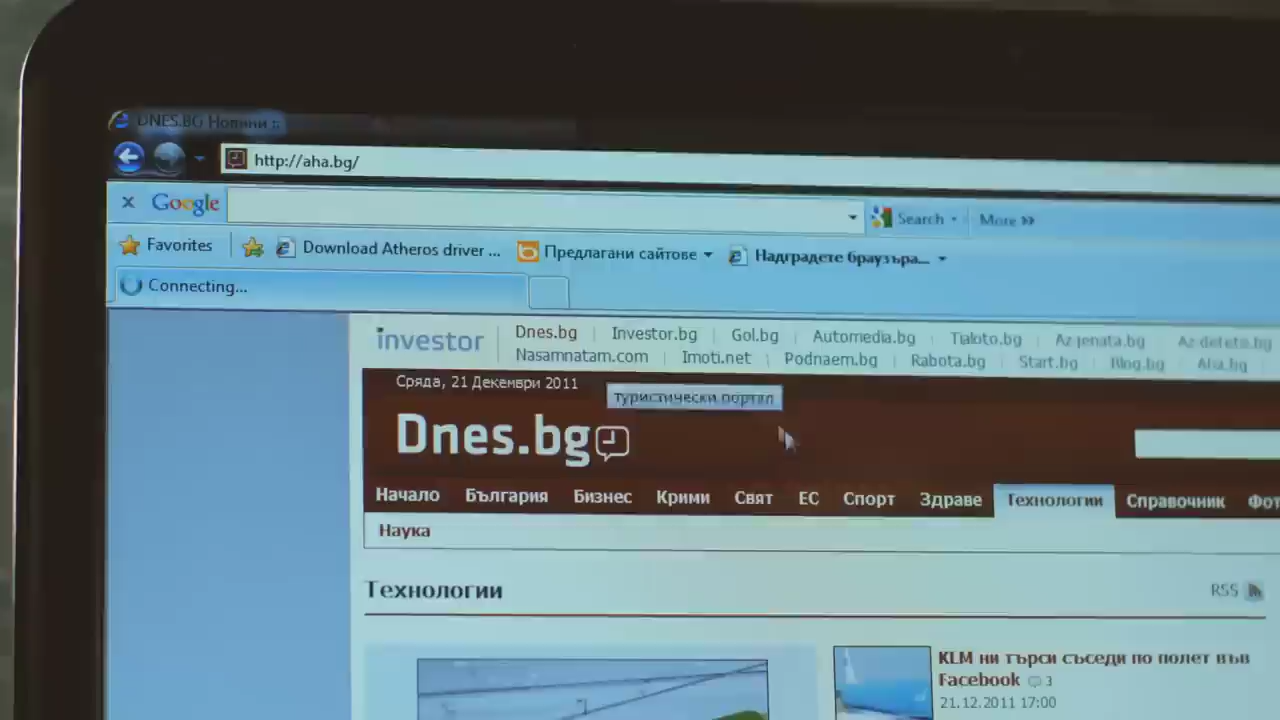 DNES.BG Новини ::
http://aha.bg/
Google
Search
More »
Favorites
Download Atheros driver ...
Предлагани сайтове
Надградете браузъра...
Connecting...
investor
Dnes.bg | Investor.bg | Gol.bg | Automedia.bg | Tialoto.bg | Az-jenata.bg | Az-deteto.bg
Nasamnatam.com | Imoti.net | Podnaem.bg | Rabota.bg | Start.bg | Blog.bg | Aha.bg
Сряда, 21 Декември 2011
туристически портал
Dnes.bg
Начало България Бизнес Крими Свят ЕС Спорт Здраве Технологии Справочник Фот
Наука
Технологии
RSS
KLM ни търси съседи по полет във
Facebook 3
21.12.2011 17:00